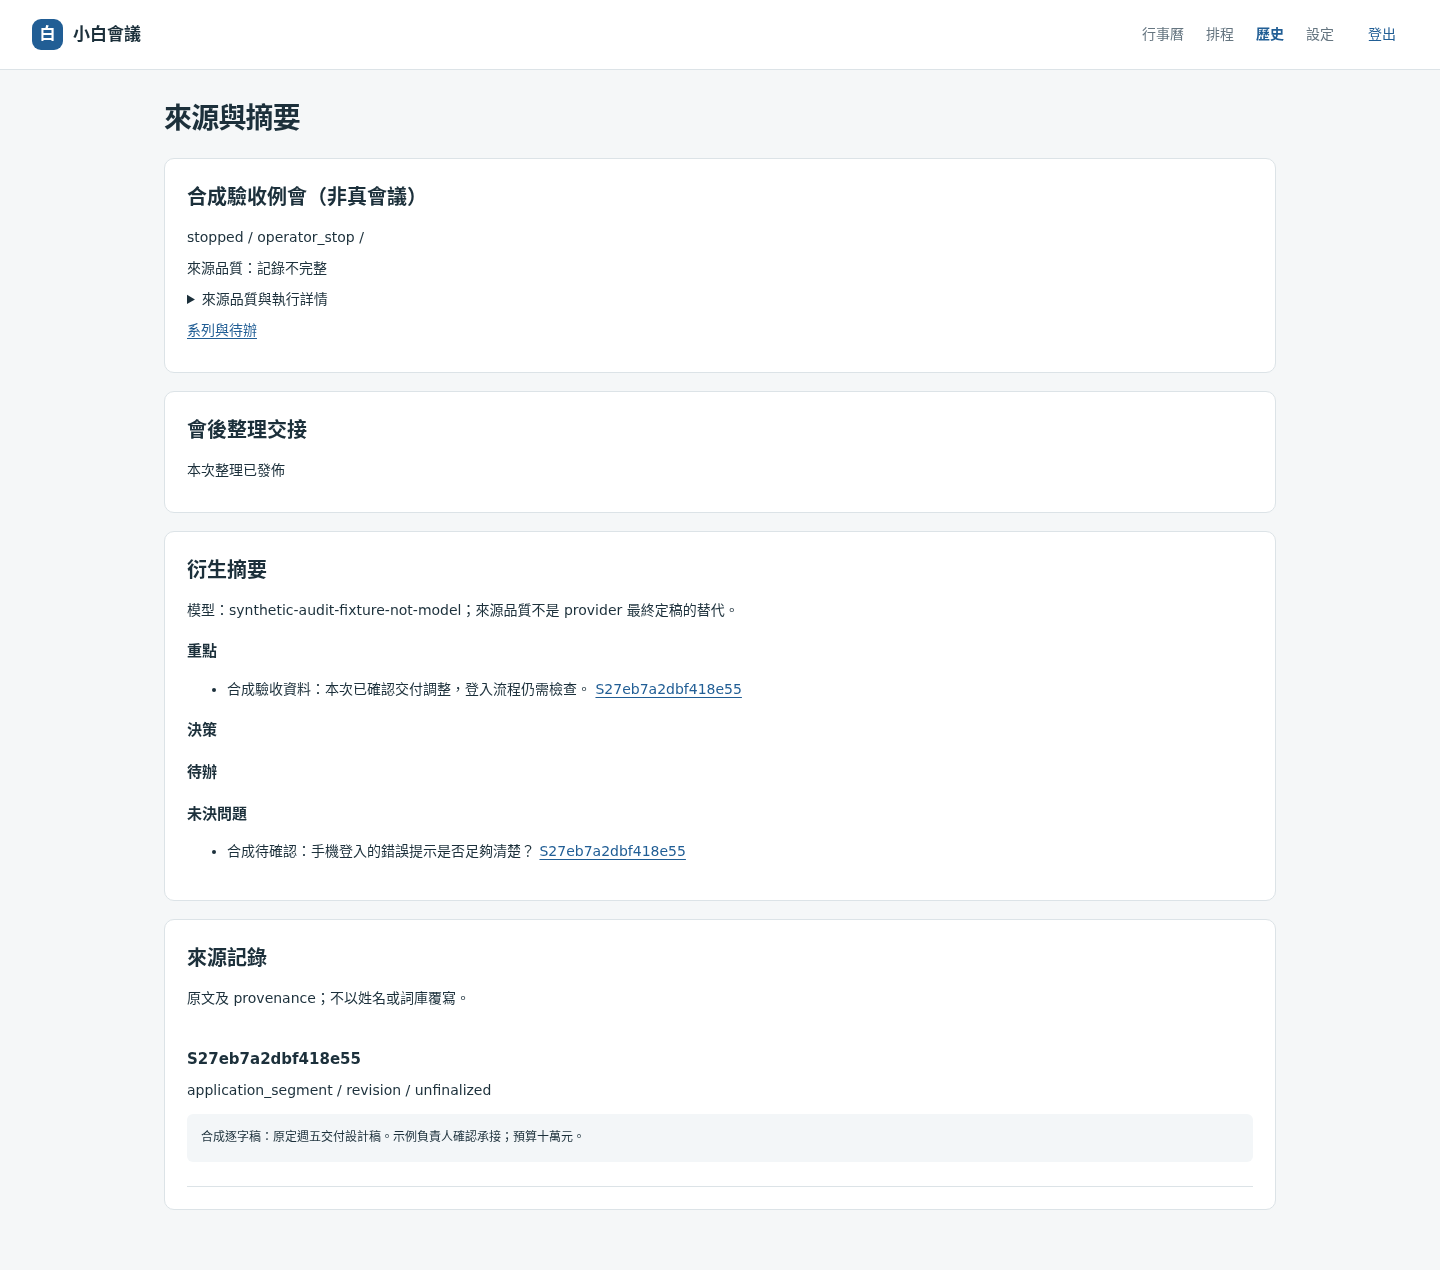 白 小白會議 行事曆 排程 歷史 設定 登出
來源與摘要
合成驗收例會（非真會議）
stopped / operator_stop /
來源品質：記錄不完整
▶ 來源品質與執行詳情
系列與待辦
會後整理交接
本次整理已發佈
衍生摘要
模型：synthetic-audit-fixture-not-model；來源品質不是 provider 最終定稿的替代。
重點
• 合成驗收資料：本次已確認交付調整，登入流程仍需檢查。 S27eb7a2dbf418e55
決策
待辦
未決問題
• 合成待確認：手機登入的錯誤提示是否足夠清楚？ S27eb7a2dbf418e55
來源記錄
原文及 provenance；不以姓名或詞庫覆寫。
S27eb7a2dbf418e55
application_segment / revision / unfinalized
合成逐字稿：原定週五交付設計稿。示例負責人確認承接；預算十萬元。